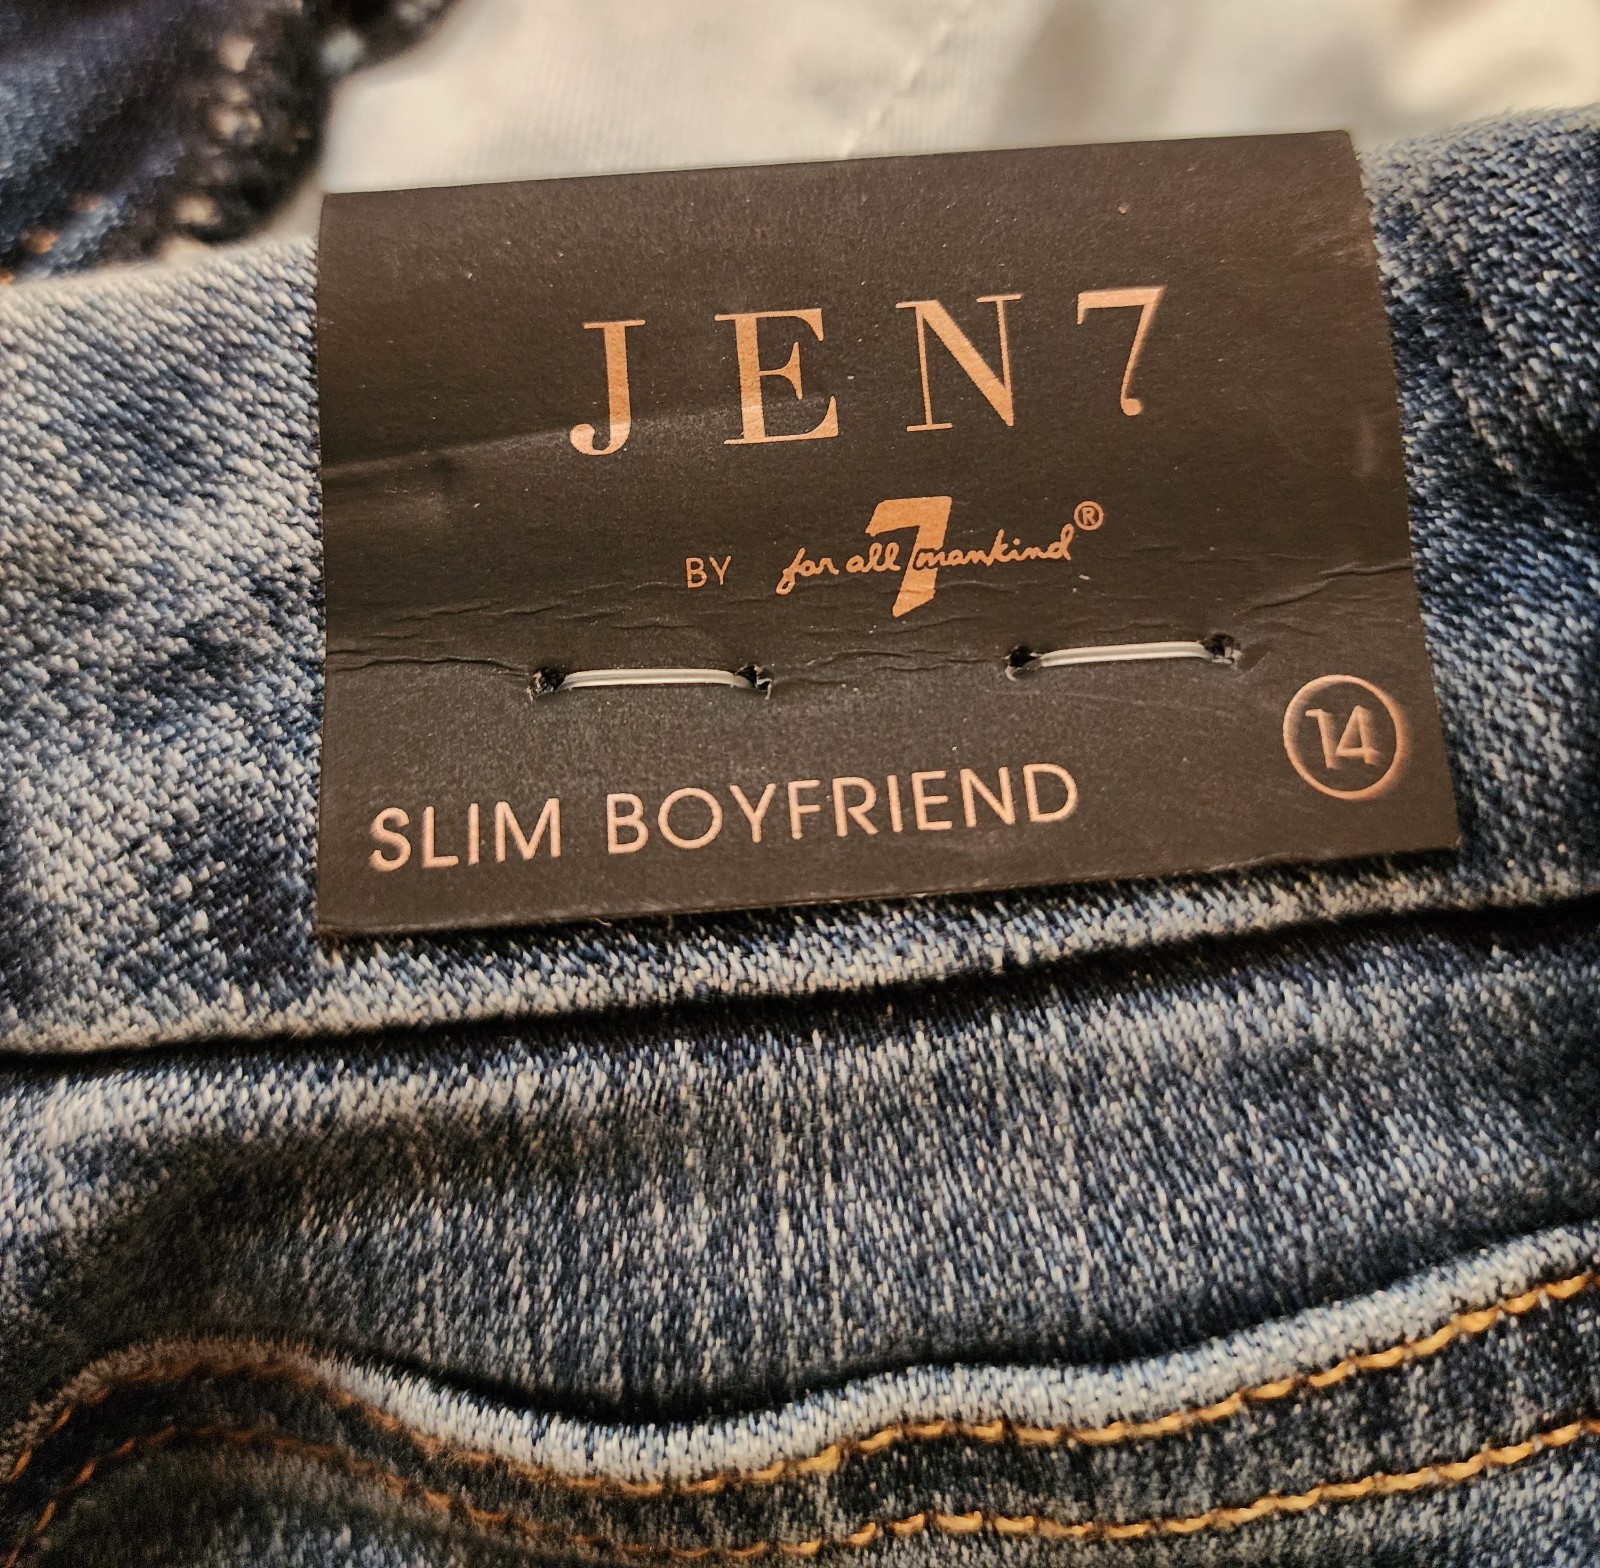 JEN7
BY for all 7 mankind®
14
SLIM BOYFRIEND